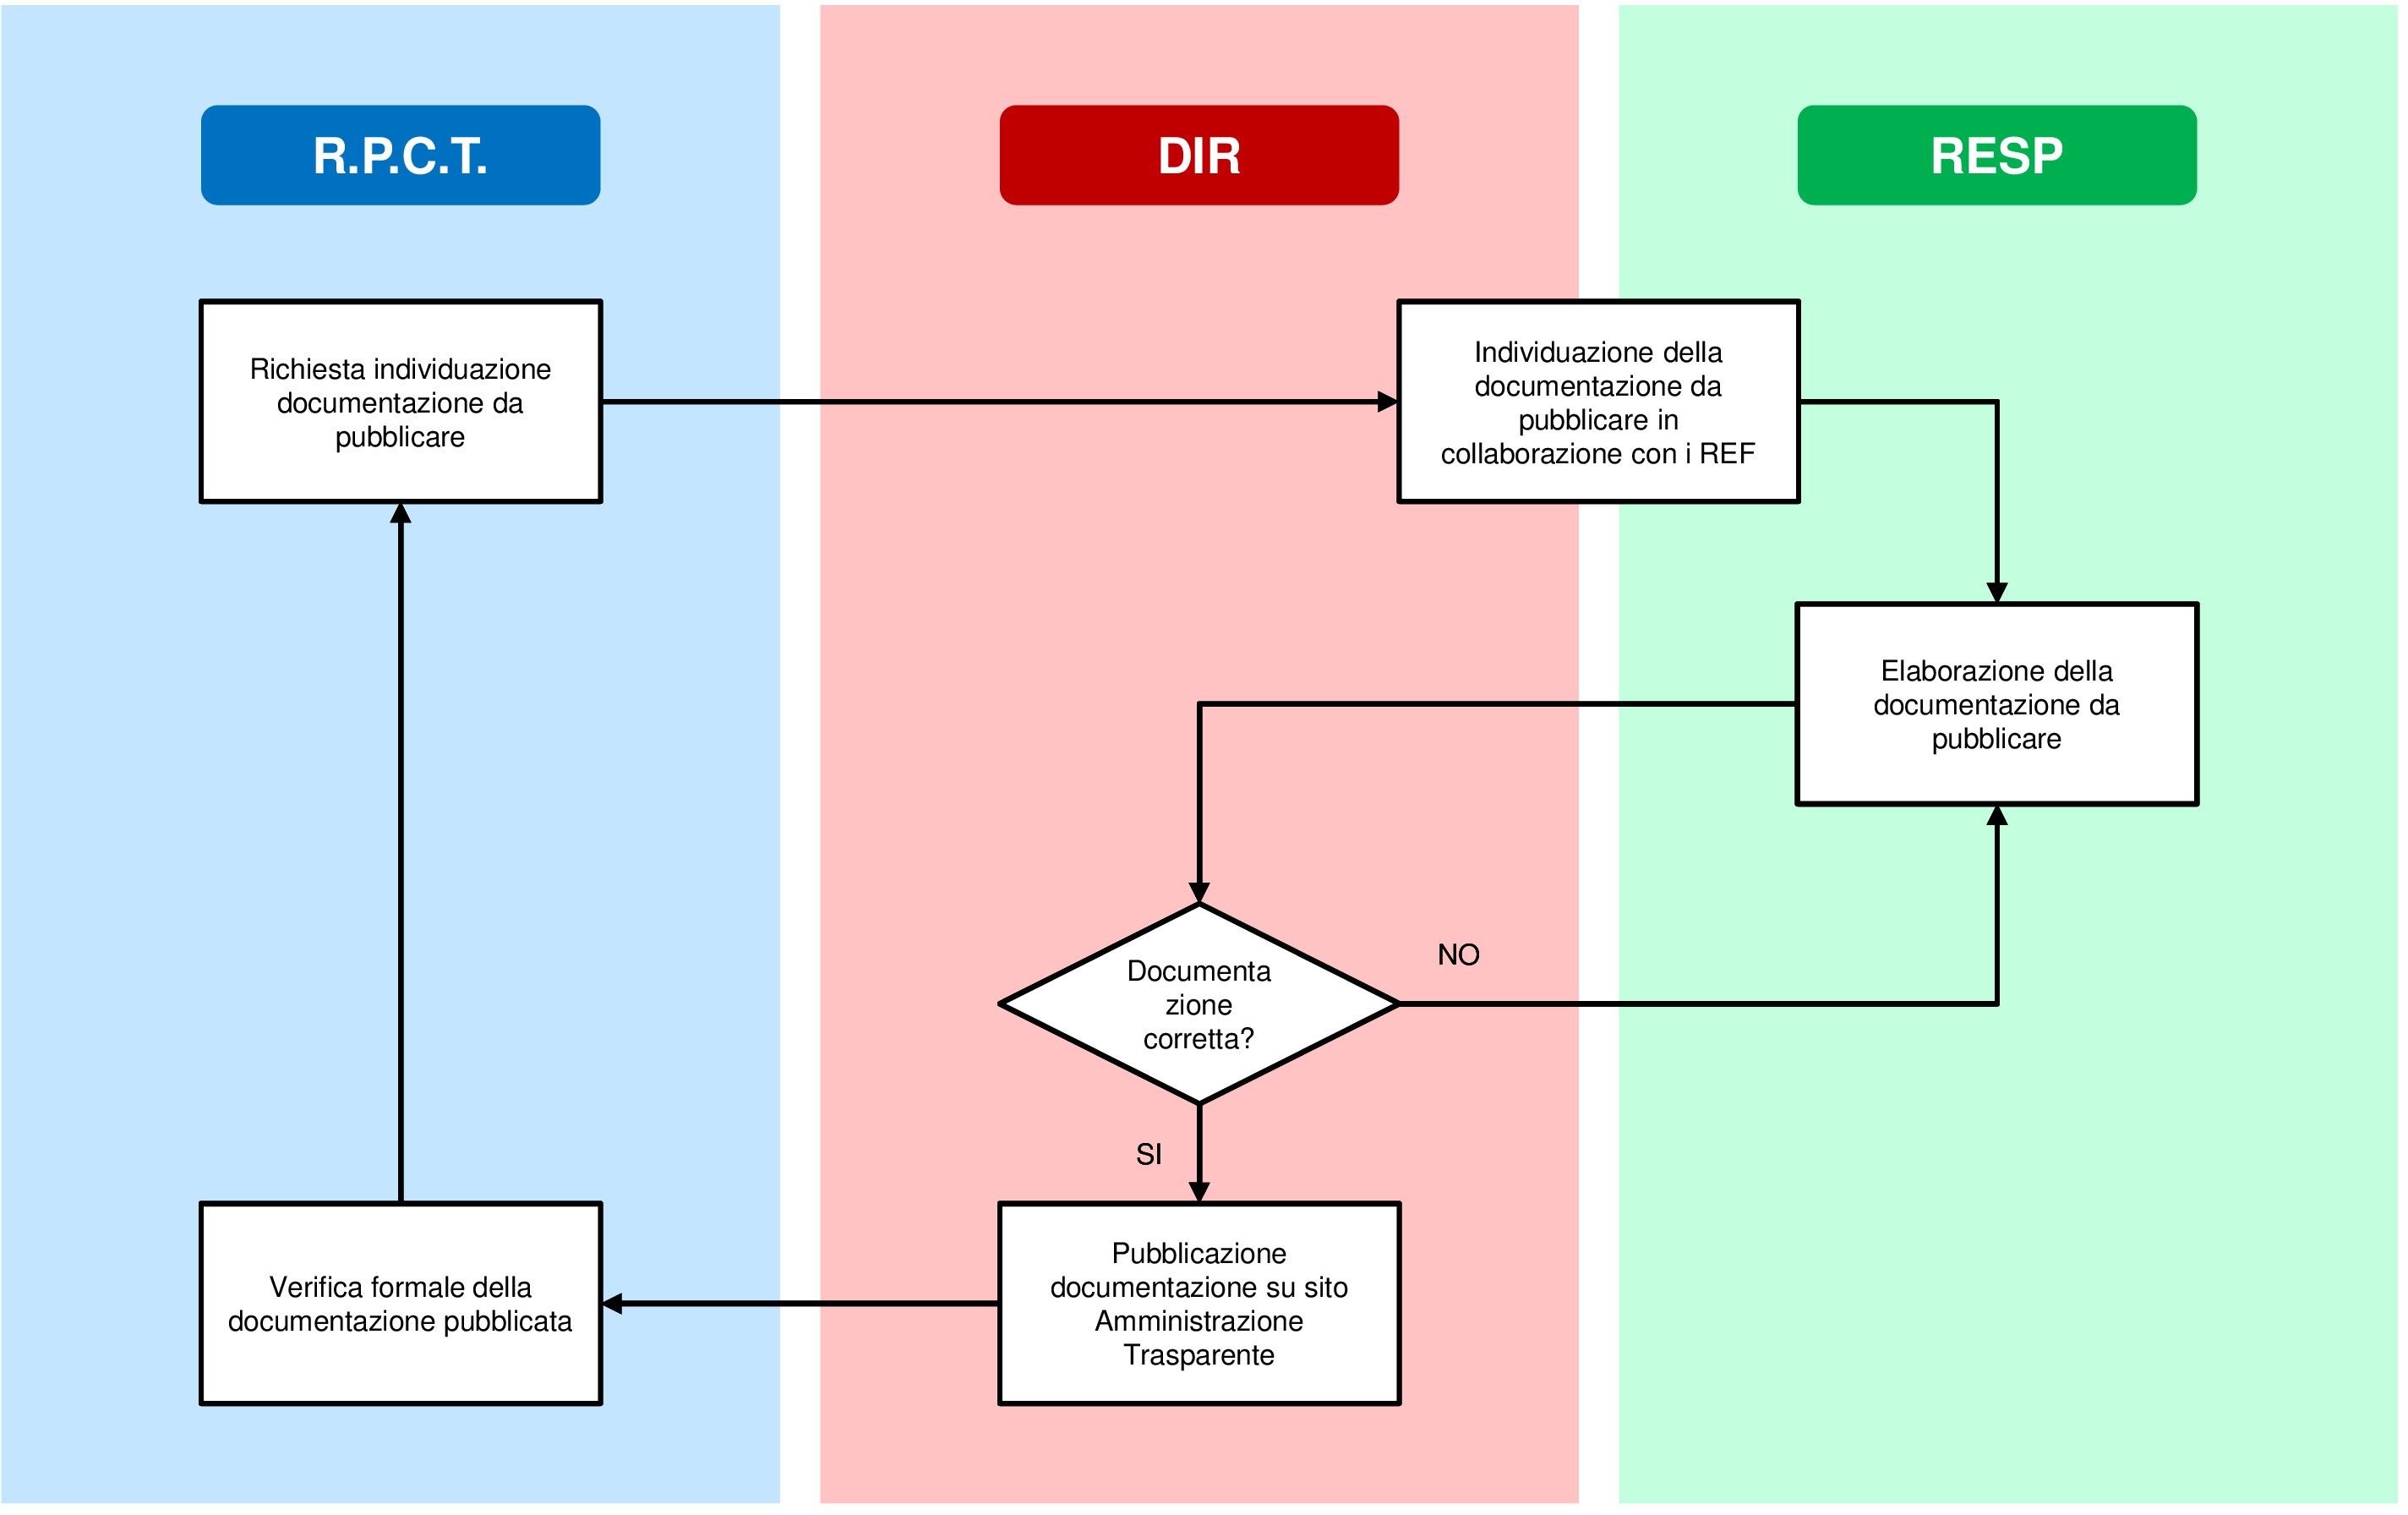 R.P.C.T.
DIR
RESP
Richiesta individuazione
documentazione da
pubblicare
Individuazione della
documentazione da
pubblicare in
collaborazione con i REF
Elaborazione della
documentazione da
pubblicare
Documenta
zione
corretta?
NO
SI
Verifica formale della
documentazione pubblicata
Pubblicazione
documentazione su sito
Amministrazione
Trasparente